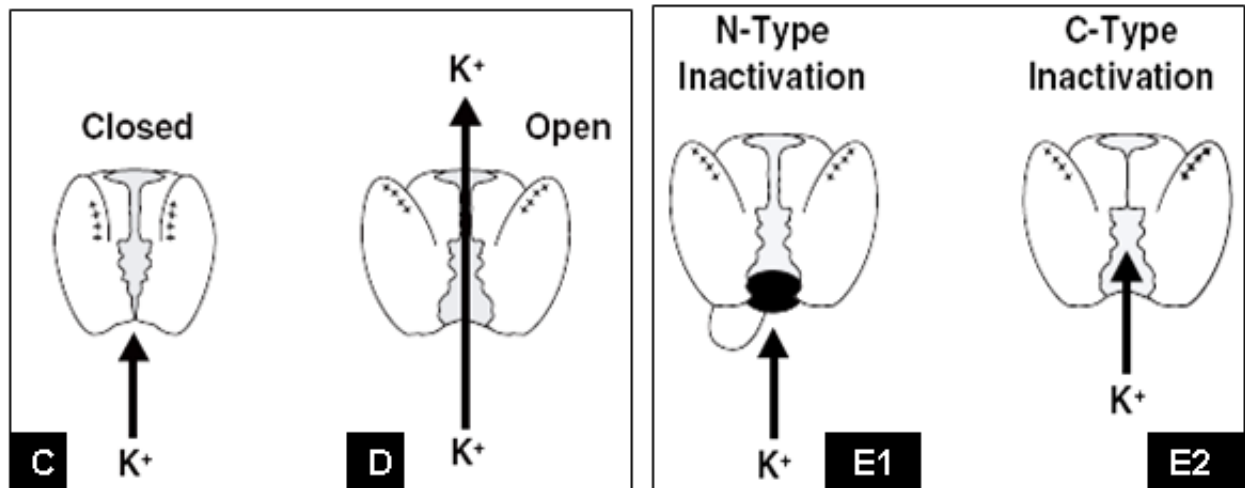 Closed
K⁺
K⁺
Open
K⁺
C
D
N-Type
Inactivation
C-Type
Inactivation
K⁺
K⁺
E1
E2